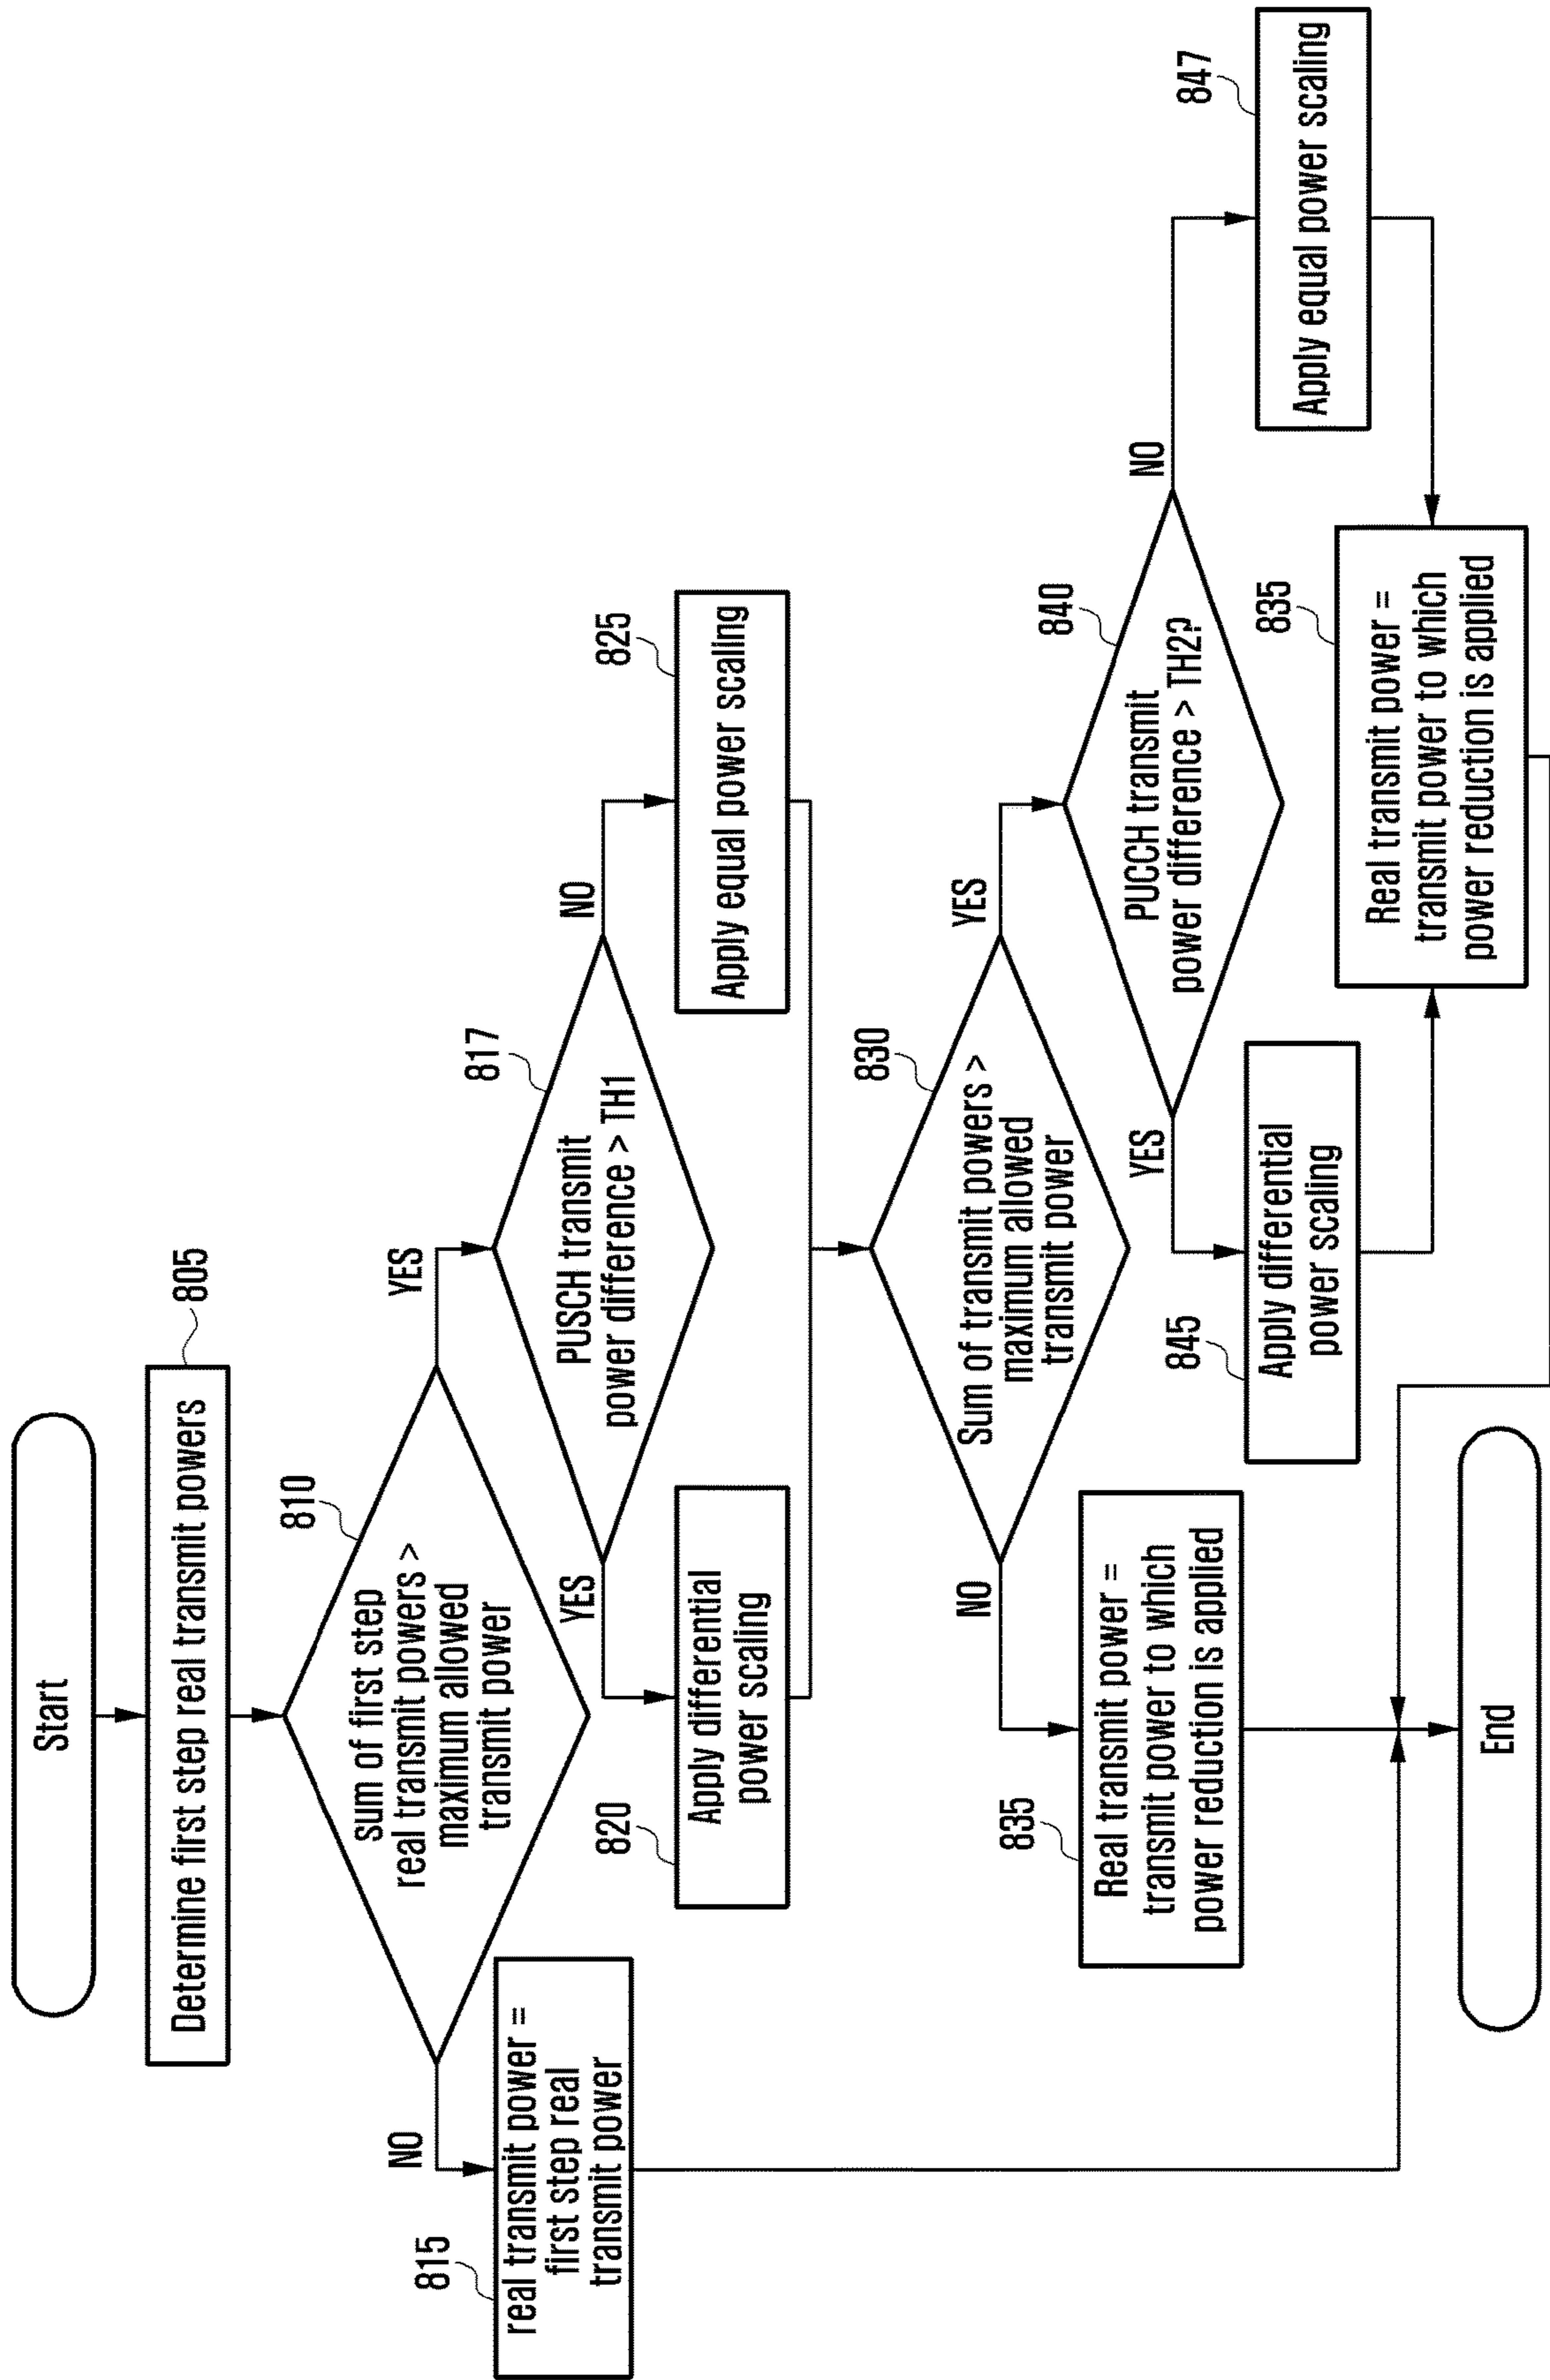 Start
Determine first step real transmit powers
805
sum of first step
real transmit powers >
maximum allowed
transmit power
810
NO
YES
815
real transmit power =
first step real
transmit power
PUSCH transmit
power difference > TH1
817
YES
NO
820
Apply differential
power scaling
825
Apply equal power scaling
Sum of transmit powers >
maximum allowed
transmit power
830
NO
YES
835
Real transmit power =
transmit power to which
power reduction is applied
PUCCH transmit
power difference > TH2?
840
YES
NO
845
Apply differential
power scaling
847
Apply equal power scaling
835
Real transmit power =
transmit power to which
power reduction is applied
End